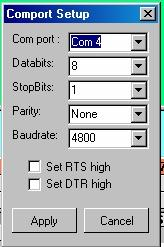 Comport Setup
Com port : Com 4
Databits: 8
StopBits: 1
Parity: None
Baudrate: 4800
Set RTS high
Set DTR high
Apply Cancel